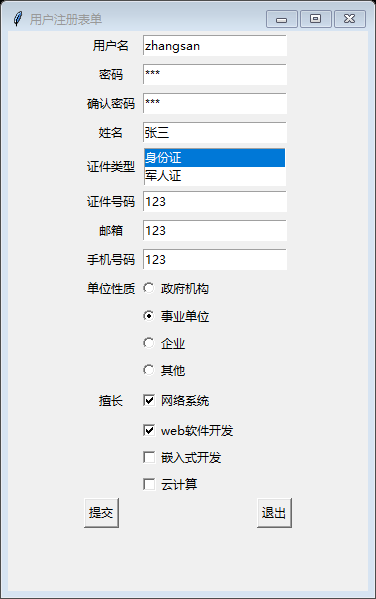 用户注册表单
用户名 zhangsan
密码 ***
确认密码 ***
姓名 张三
证件类型 身份证
军人证
证件号码 123
邮箱 123
手机号码 123
单位性质 政府机构
事业单位
企业
其他
擅长 网络系统
web软件开发
嵌入式开发
云计算
提交 退出